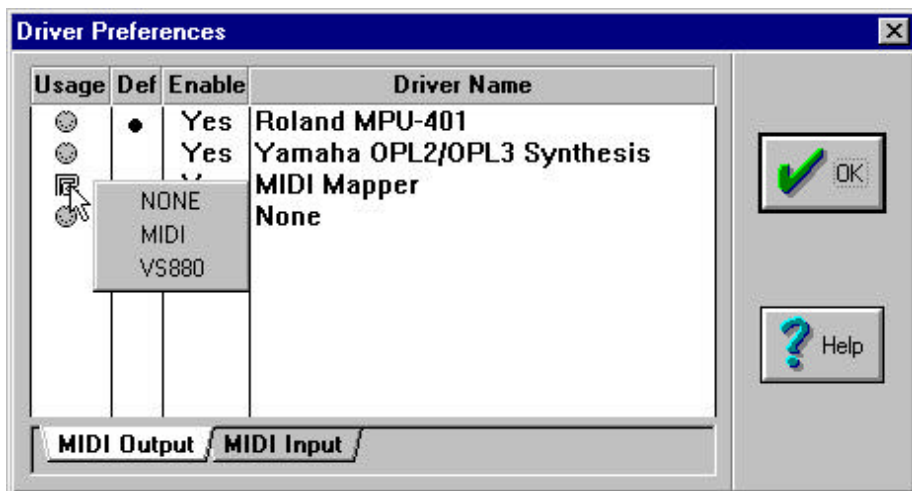 Driver Preferences
Usage Def Enable Driver Name
Yes Roland MPU-401
Yes Yamaha OPL2/OPL3 Synthesis
MIDI Mapper
None
NONE
MIDI
VS880
OK
Help
MIDI Output MIDI Input